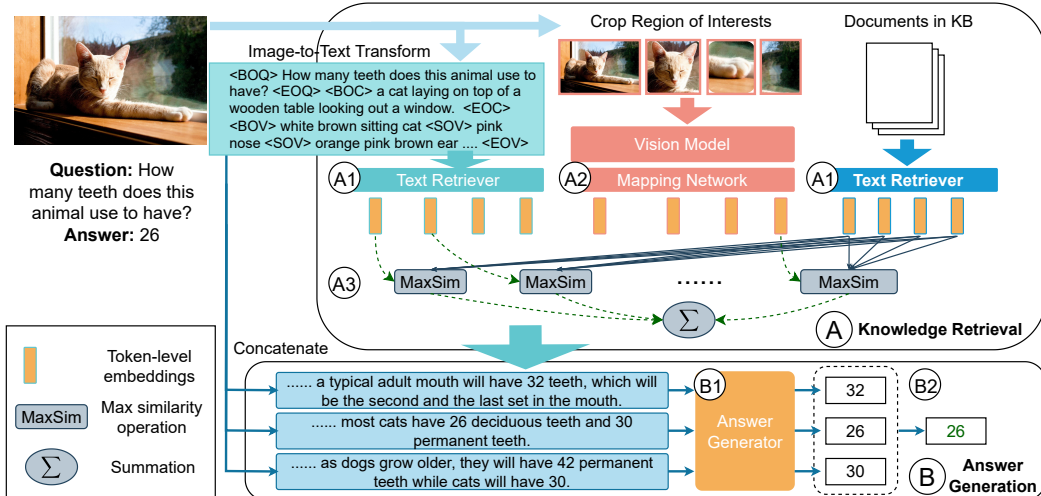 Crop Region of Interests
Documents in KB
Image-to-Text Transform
<BOQ> How many teeth does this animal use to
have? <EOQ> <BOC> a cat laying on top of a
wooden table looking out a window. <EOC>
<BOV> white brown sitting cat <SOV> pink
nose <SOV> orange pink brown ear .... <EOV>
Question: How
many teeth does this
animal use to have?
Answer: 26
Vision Model
A1
Text Retriever
A2
Mapping Network
A1
Text Retriever
A3
MaxSim
MaxSim
......
MaxSim
∑
A
Knowledge Retrieval
Token-level
embeddings
MaxSim
Max similarity
operation
∑
Summation
Concatenate
...... a typical adult mouth will have 32 teeth, which will
be the second and the last set in the mouth.
...... most cats have 26 deciduous teeth and 30
permanent teeth.
...... as dogs grow older, they will have 42 permanent
teeth while cats will have 30.
B1
Answer
Generator
32
26
30
B2
26
B
Answer
Generation